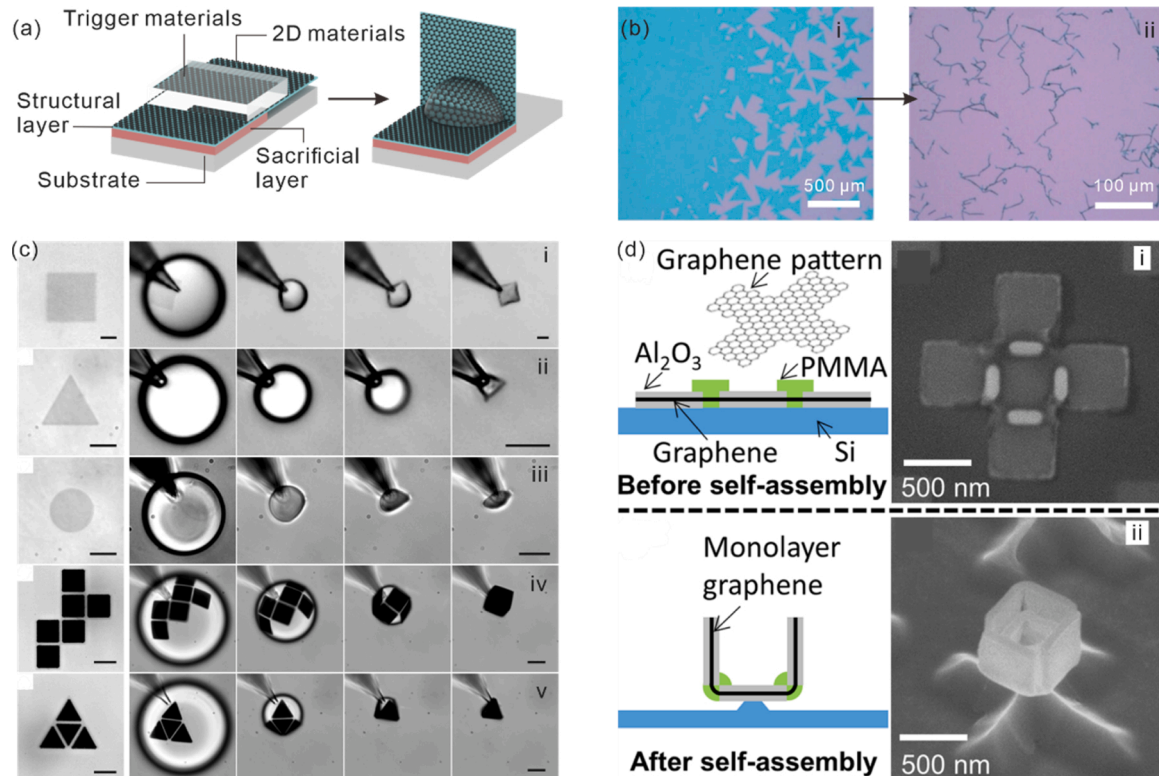 (a)
Trigger materials
2D materials
Structural
layer
Substrate
Sacrificial
layer
(b)
i
500 µm
ii
100 µm
(c)
i
ii
iii
iv
v
(d)
Graphene pattern
Al₂O₃
PMMA
Graphene
Si
Before self-assembly
i
500 nm
Monolayer
graphene
After self-assembly
ii
500 nm